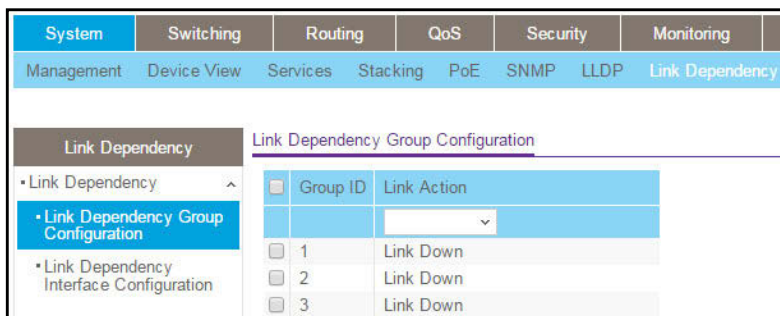 System Switching Routing QoS Security Monitoring
Management Device View Services Stacking PoE SNMP LLDP Link Dependency
Link Dependency
Link Dependency Group Configuration
Link Dependency
Link Dependency Group
Configuration
Link Dependency
Interface Configuration
Group ID Link Action
1 Link Down
2 Link Down
3 Link Down